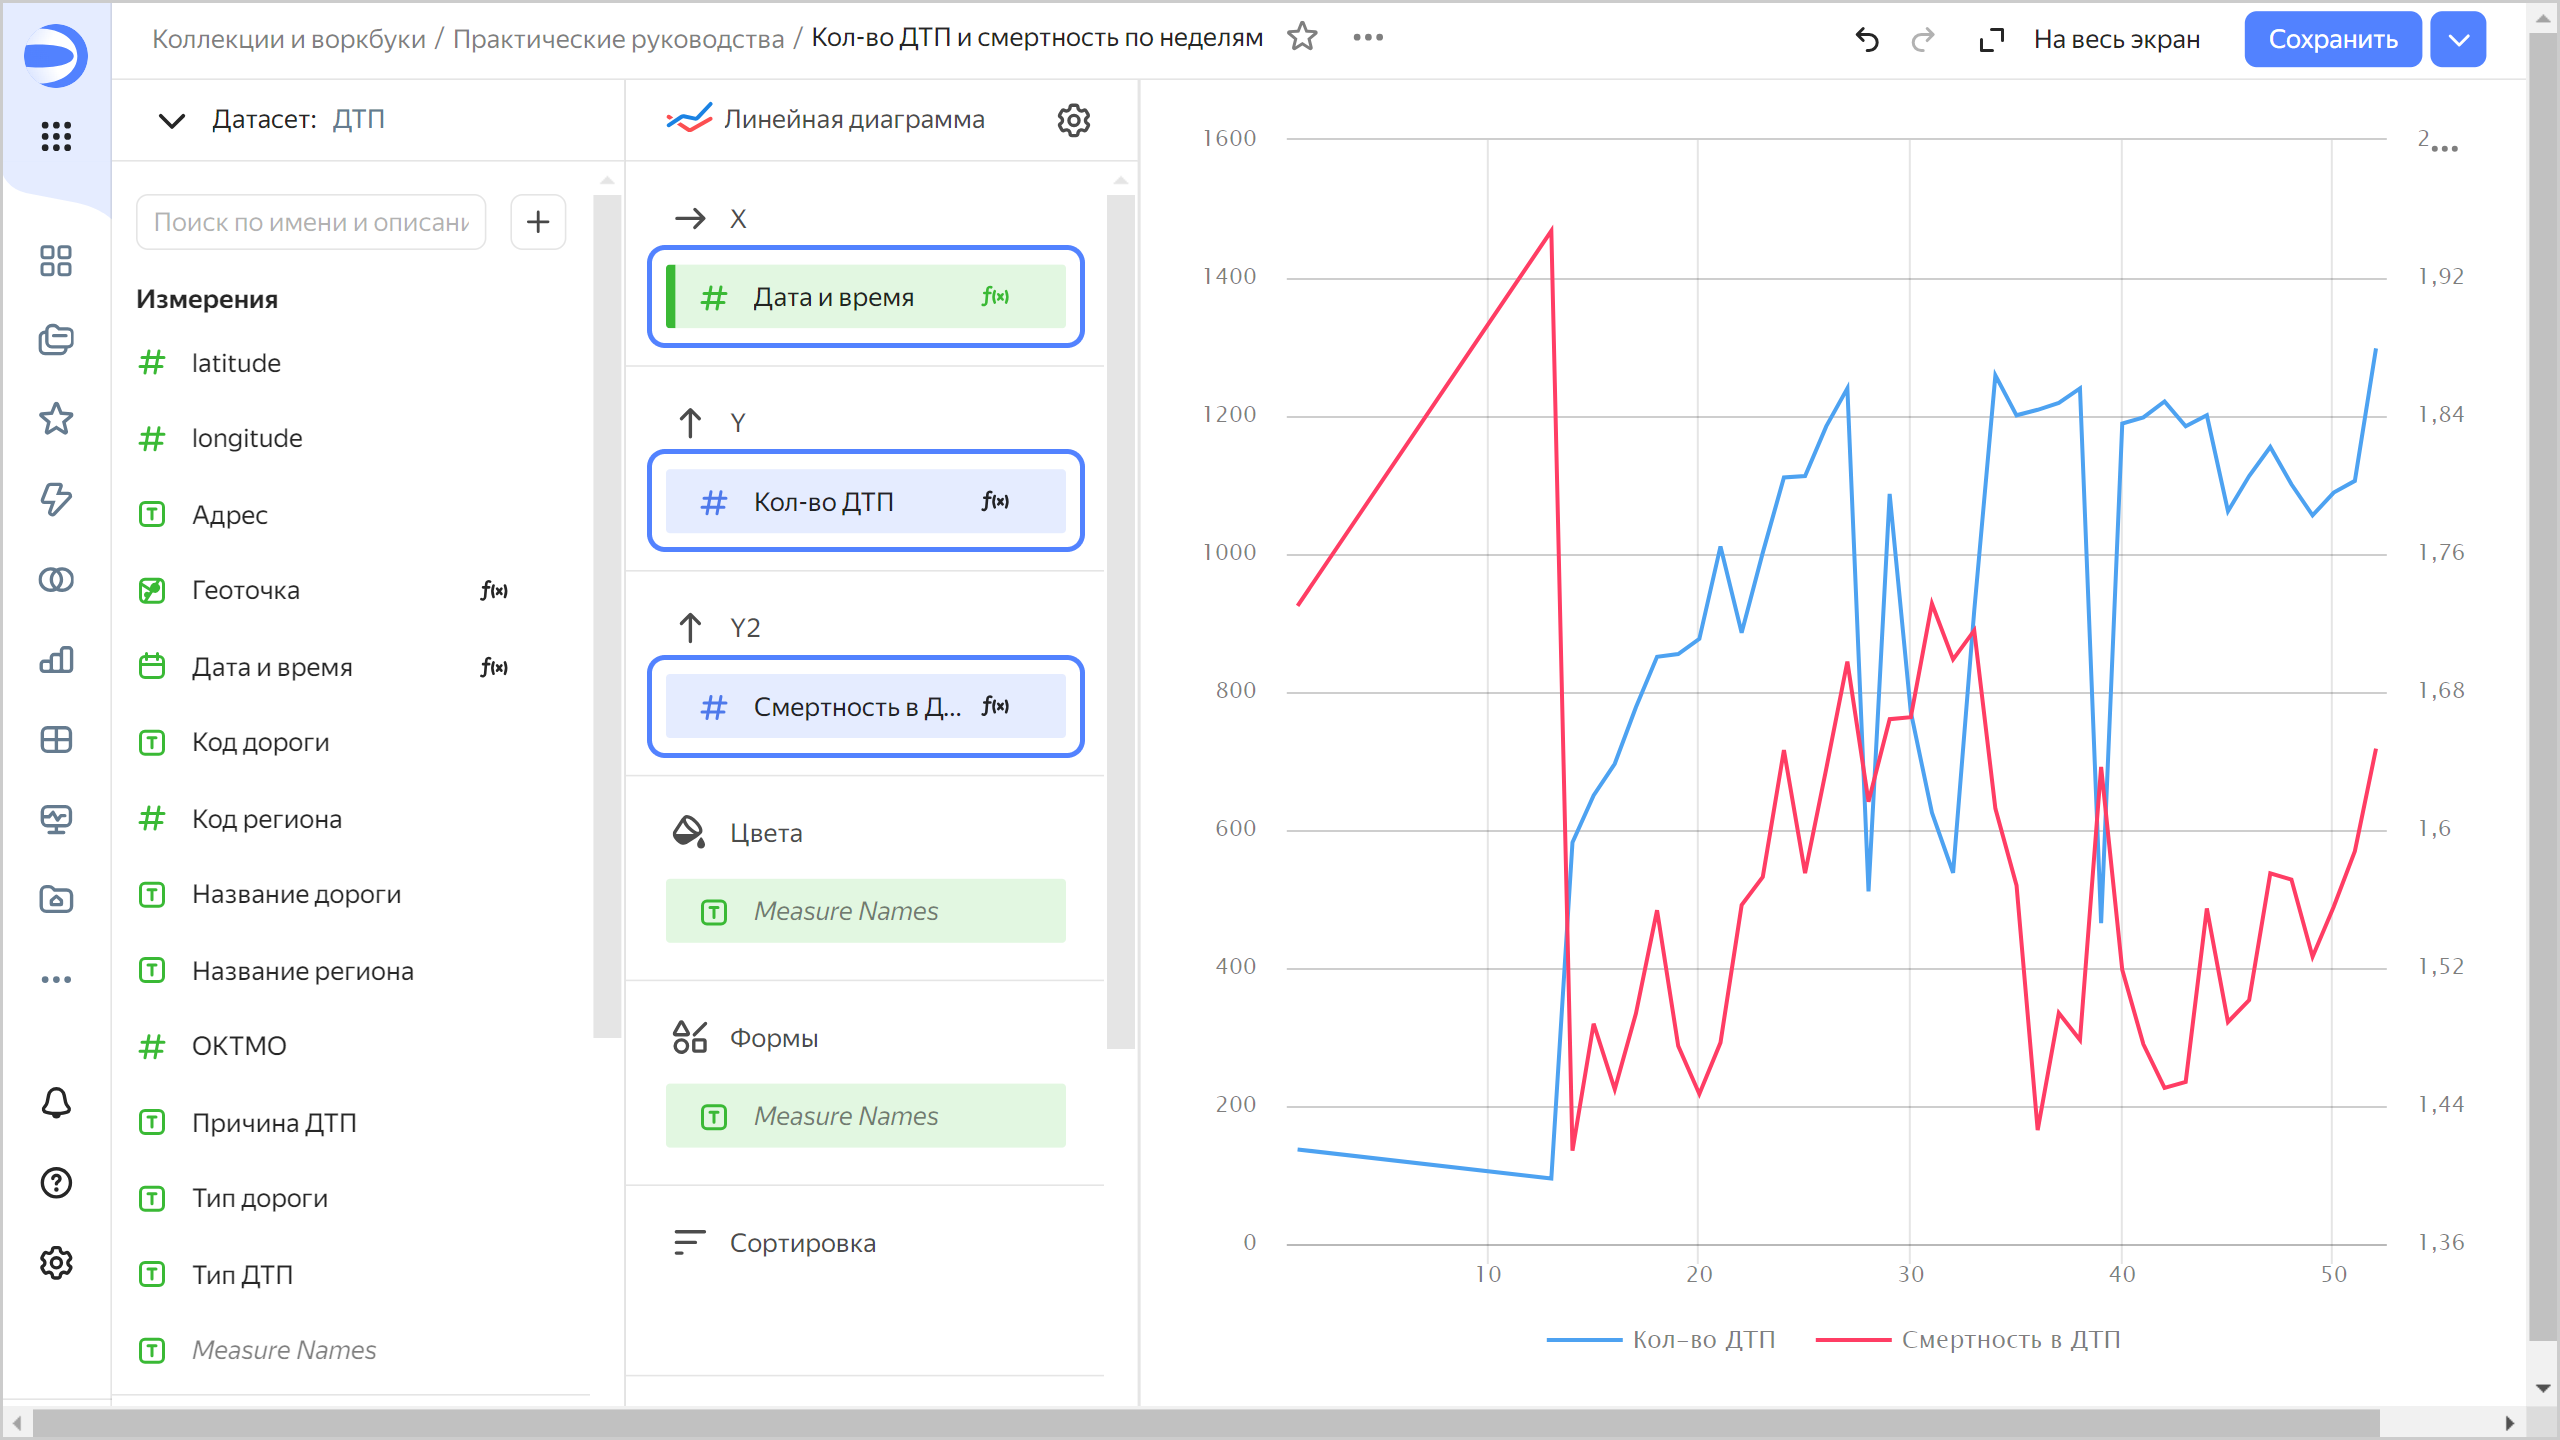 Коллекции и воркбуки / Практические руководства / Кол-во ДТП и смертность по неделям
На весь экран
Сохранить
Датасет: ДТП
Поиск по имени и описани
Измерения
latitude
longitude
Адрес
Геоточка
Дата и время
Код дороги
Код региона
Название дороги
Название региона
ОКТМО
Причина ДТП
Тип дороги
Тип ДТП
Measure Names
Линейная диаграмма
X
Дата и время
Y
Кол-во ДТП
Y2
Смертность в Д...
Цвета
Measure Names
Формы
Measure Names
Сортировка
1600
1400
1200
1000
800
600
400
200
0
2...
1,92
1,84
1,76
1,68
1,6
1,52
1,44
1,36
10 20 30 40 50
Кол-во ДТП Смертность в ДТП